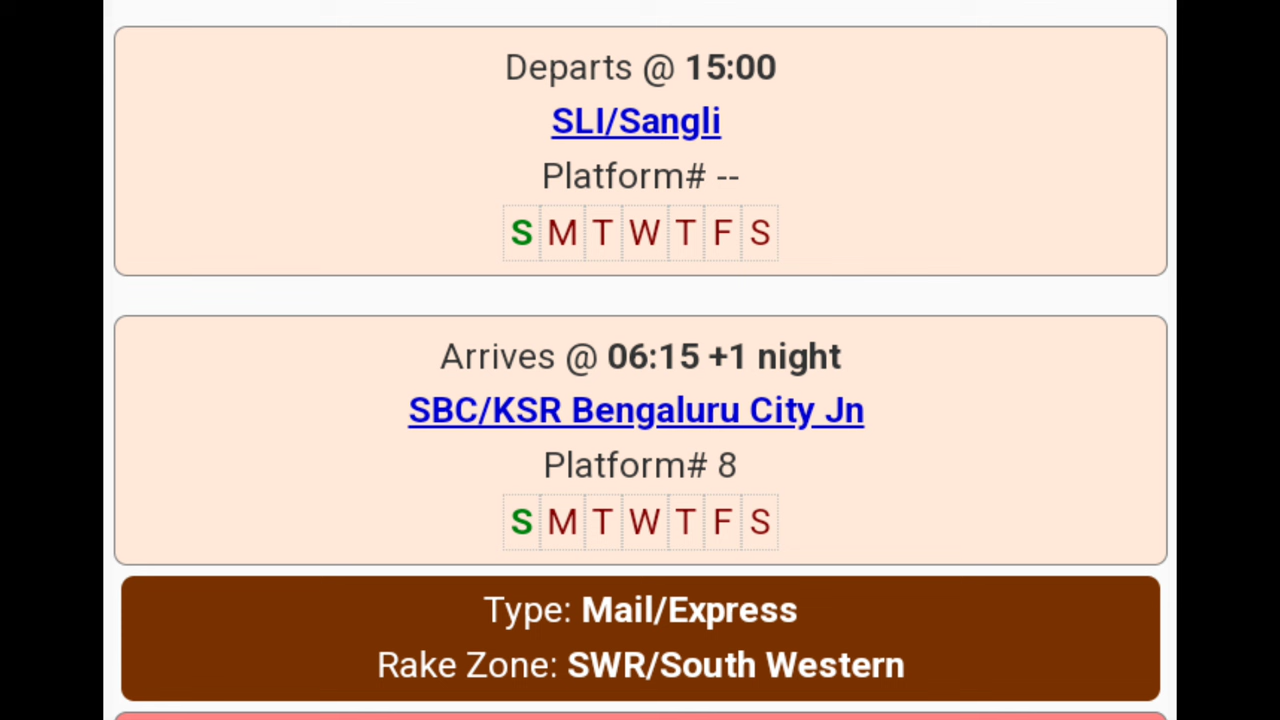 Departs @ 15:00
SLI/Sangli
Platform# --
S M T W T F S
Arrives @ 06:15 +1 night
SBC/KSR Bengaluru City Jn
Platform# 8
S M T W T F S
Type: Mail/Express
Rake Zone: SWR/South Western